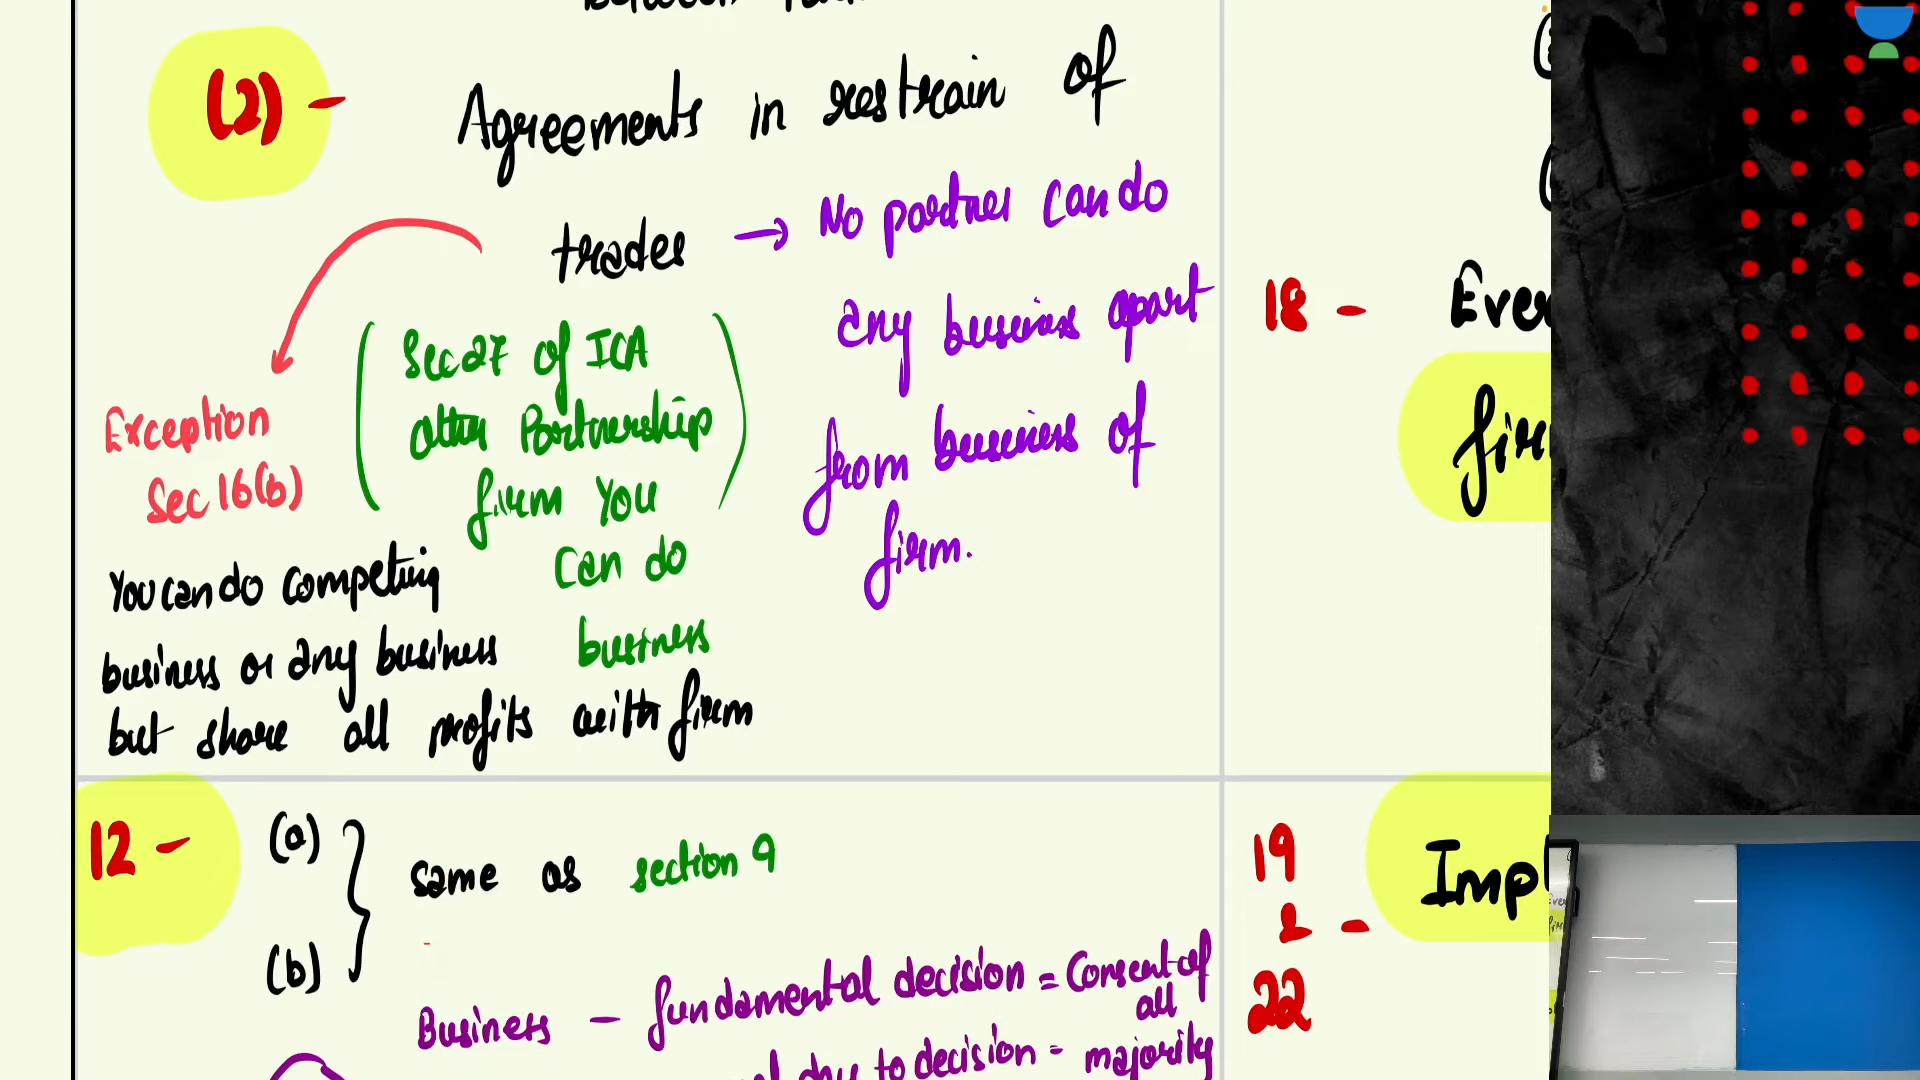 (2) - Agreements in restrain of
trades → No partner can do
any business apart
from business of
firm.
(Sec 27 of ICA
other Partnership
firm You
can do
business)
Exception
Sec 16(b)
You can do competing
business or any business
but share all profits with firm
12 - (a)
(b)
same as section 9
Business - fundamental decision = Consent of
all
to decision - majority
18 - Ever
firm
19
&
22 - Impl